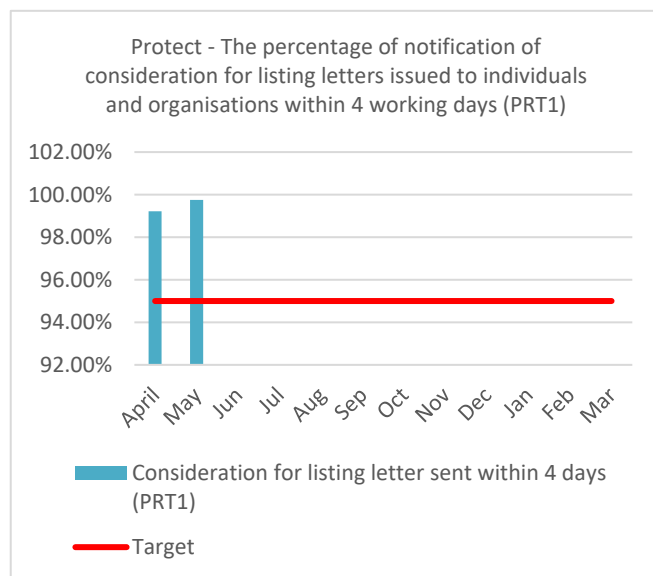 Protect - The percentage of notification of
consideration for listing letters issued to individuals
and organisations within 4 working days (PRT1)
102.00%
100.00%
98.00%
96.00%
94.00%
92.00%
April
May
Jun
Jul
Aug
Sep
Oct
Nov
Dec
Jan
Feb
Mar
Consideration for listing letter sent within 4 days
(PRT1)
Target